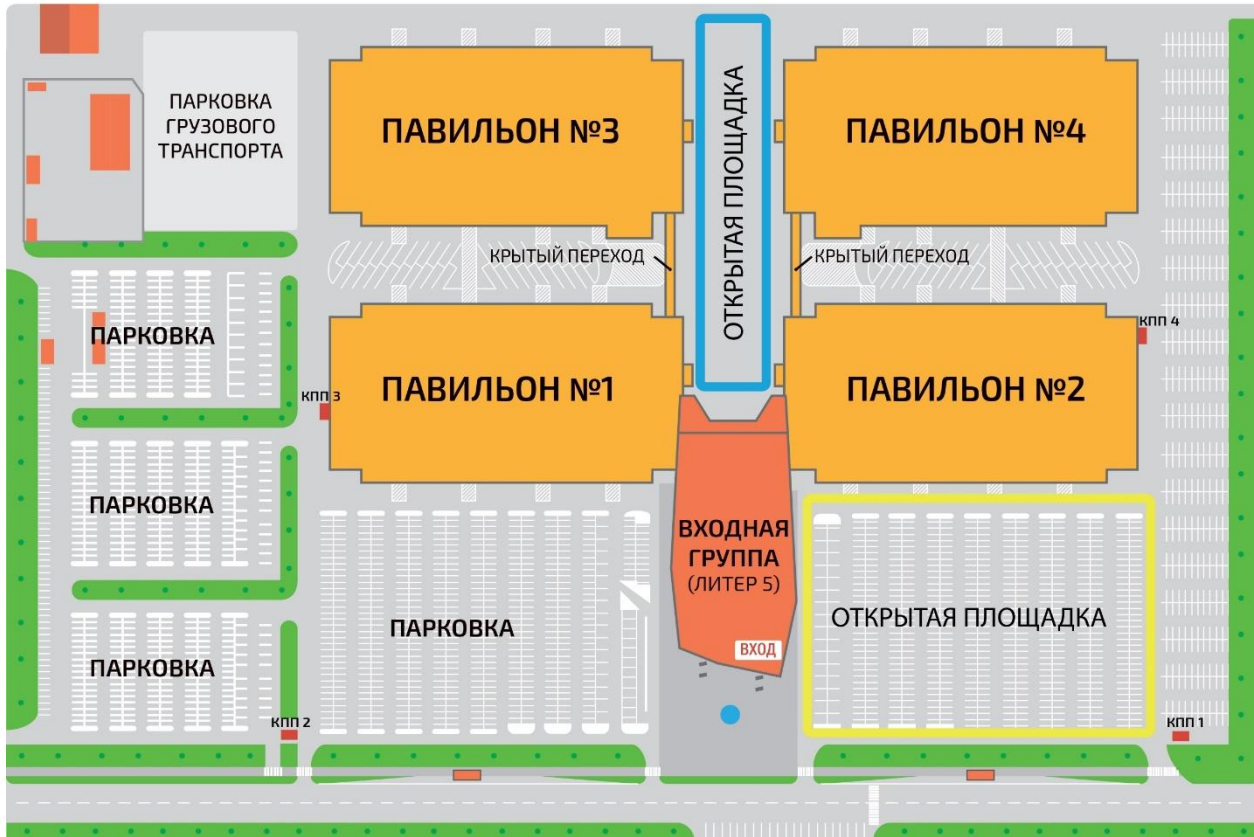 ПАРКОВКА
ГРУЗОВОГО
ТРАНСПОРТА
ПАВИЛЬОН №3
ОТКРЫТАЯ ПЛОЩАДКА
ПАВИЛЬОН №4
КРЫТЫЙ ПЕРЕХОД
КРЫТЫЙ ПЕРЕХОД
ПАРКОВКА
КПП 4
КПП 3
ПАВИЛЬОН №1
ПАВИЛЬОН №2
ПАРКОВКА
ВХОДНАЯ
ГРУППА
(ЛИТЕР 5)
ПАРКОВКА
ОТКРЫТАЯ ПЛОЩАДКА
ВХОД
ПАРКОВКА
КПП 2
КПП 1